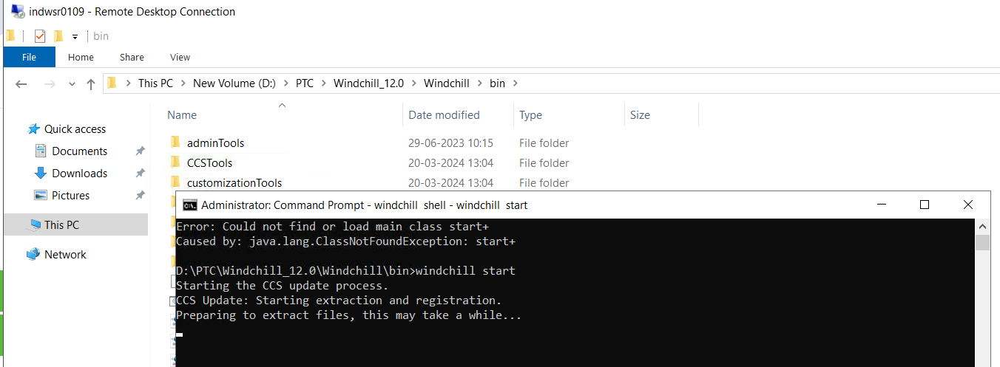 indwsr0109 - Remote Desktop Connection
bin
File Home Share View
This PC New Volume (D:) PTC Windchill_12.0 Windchill bin
Name Date modified Type Size
Quick access
Documents
Downloads
Pictures
This PC
Network
adminTools 29-06-2023 10:15 File folder
CCSTools 20-03-2024 13:04 File folder
customizationTools 20-03-2024 13:04 File folder
Administrator: Command Prompt - windchill  shell - windchill  start
Error: Could not find or load main class start+
Caused by: java.lang.ClassNotFoundException: start+
D:\PTC\Windchill_12.0\Windchill\bin>windchill start
Starting the CCS update process.
CCS Update: Starting extraction and registration.
Preparing to extract files, this may take a while...